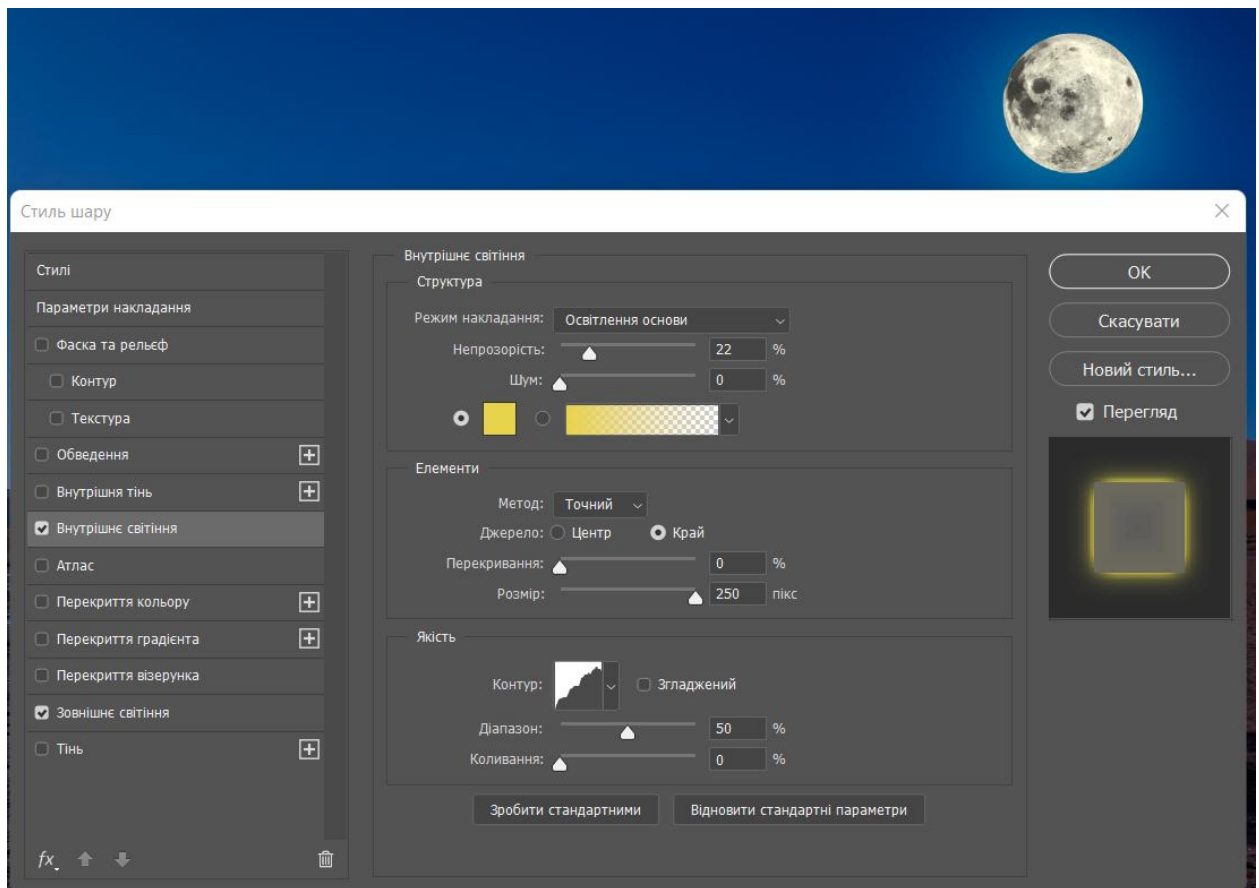 Стиль шару
Стилі
Параметри накладання
Фаска та рельєф
Контур
Текстура
Обведення
Внутрішня тінь
Внутрішнє світіння
Атлас
Перекриття кольору
Перекриття градієнта
Перекриття візерунка
Зовнішнє світіння
Тінь
fx
Внутрішнє світіння
Структура
Режим накладання: Освітлення основи
Непрозорість: 22 %
Шум: 0 %
Елементи
Метод: Точний
Джерело: Центр Край
Перекривання: 0 %
Розмір: 250 пікс
Якість
Контур: Згладжений
Діапазон: 50 %
Коливання: 0 %
Зробити стандартними Відновити стандартні параметри
OK
Скасувати
Новий стиль...
Перегляд